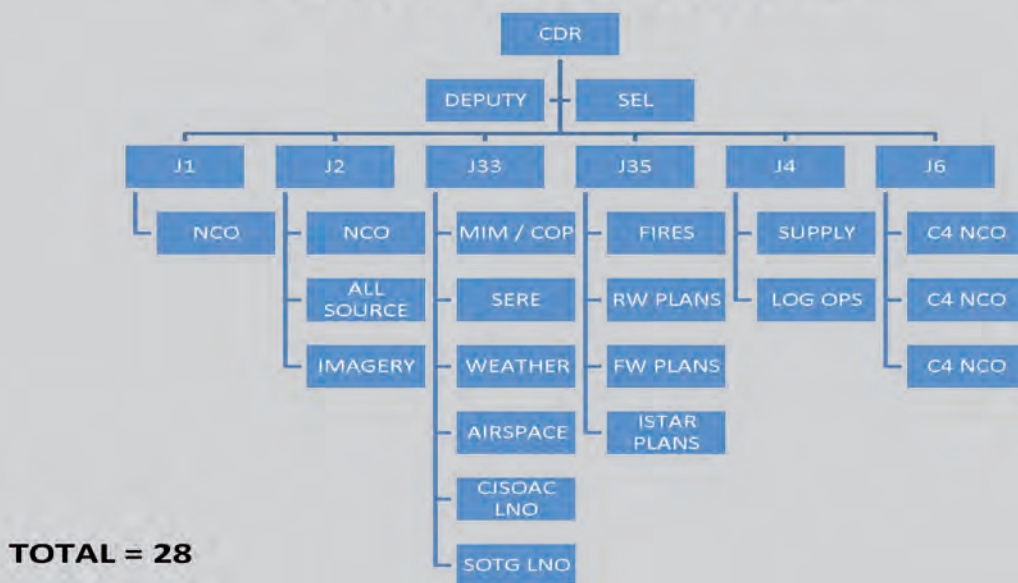 CDR
DEPUTY
SEL
J1
J2
J33
J35
J4
J6
NCO
NCO
MIM / COP
FIRES
SUPPLY
C4 NCO
ALL
SOURCE
SERE
RW PLANS
LOG OPS
C4 NCO
IMAGERY
WEATHER
FW PLANS
C4 NCO
AIRSPACE
ISTAR
PLANS
CJSOAC
LNO
SOTG LNO
TOTAL = 28